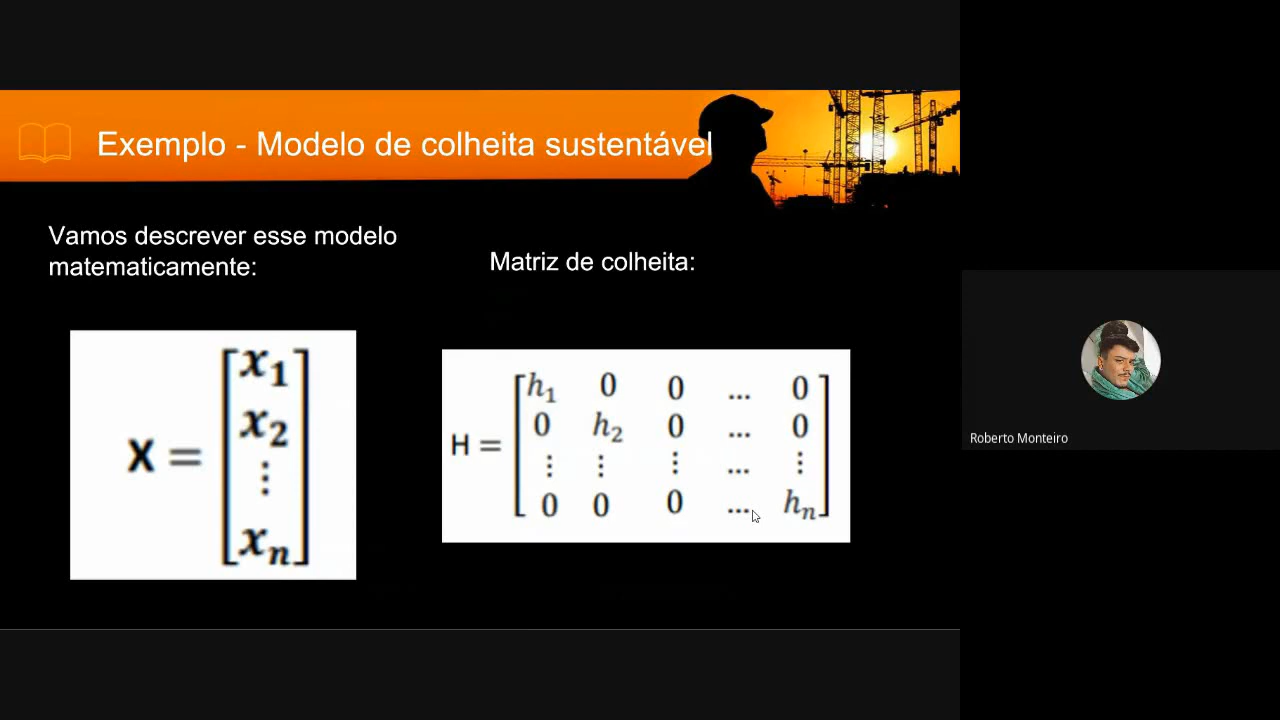 Exemplo - Modelo de colheita sustentável
Vamos descrever esse modelo
matematicamente:
Matriz de colheita:
X = [x₁
x₂
⋮
xₙ]
H = [h₁ 0 0 ... 0
0 h₂ 0 ... 0
⋮ ⋮ ⋮ ... ⋮
0 0 0 ... hₙ]
Roberto Monteiro